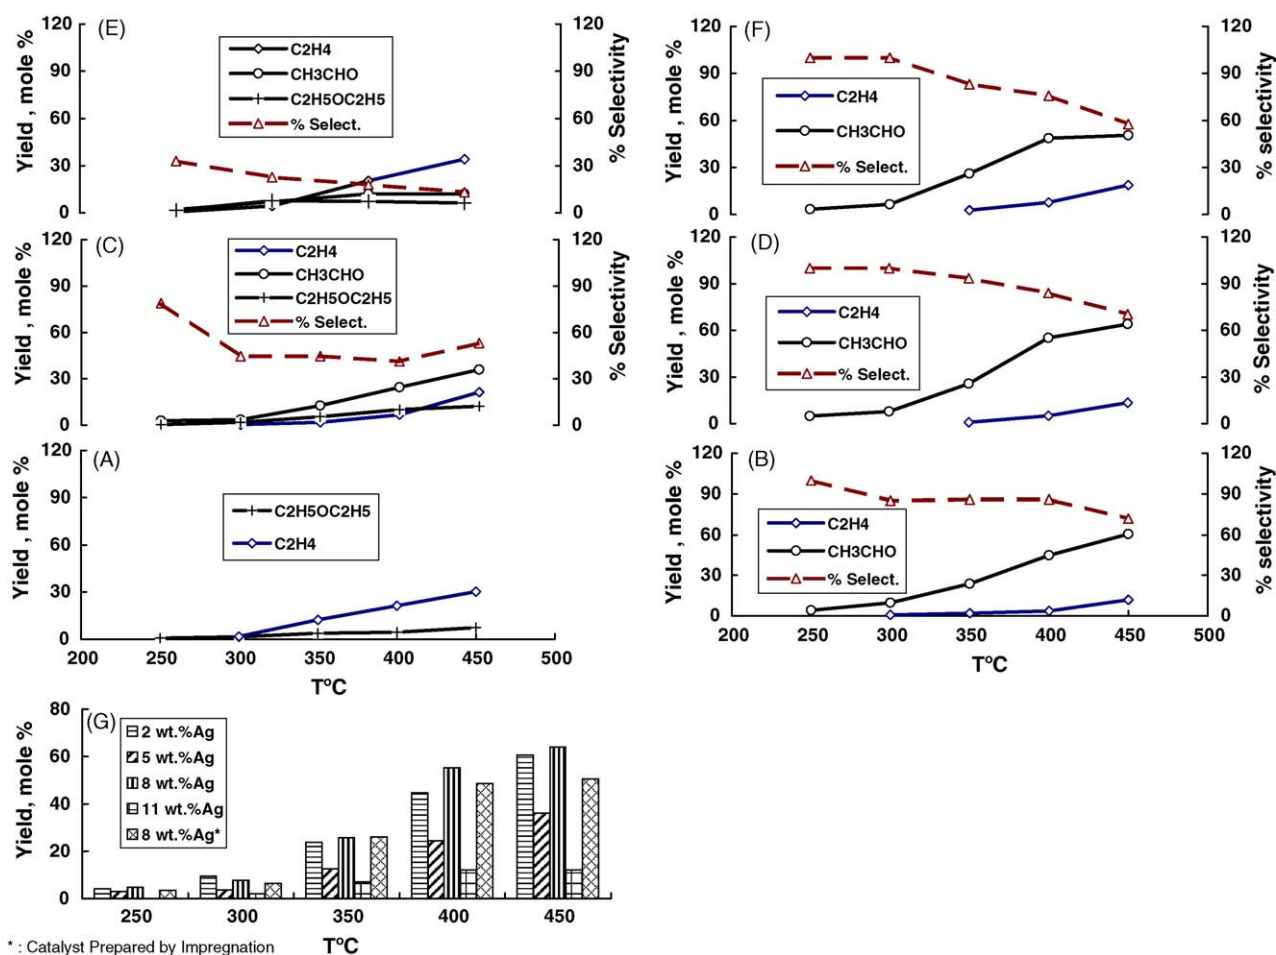 (E)
120
90
60
30
0
Yield , mole %
C2H4
CH3CHO
C2H5OC2H5
% Select.
120
90
60
30
0
% Selectivity
(F)
120
90
60
30
0
Yield , mole %
C2H4
CH3CHO
% Select.
120
90
60
30
0
% selectivity
(C)
120
90
60
30
0
Yield , mole %
C2H4
CH3CHO
C2H5OC2H5
% Select.
120
90
60
30
0
% Selectivity
(D)
120
90
60
30
0
Yield , mole %
C2H4
CH3CHO
% Select.
120
90
60
30
0
% Selectivity
(A)
120
90
60
30
0
Yield , mole %
C2H5OC2H5
C2H4
200 250 300 350 400 450 500
TºC
(B)
120
90
60
30
0
Yield , mole %
C2H4
CH3CHO
% Select.
120
90
60
30
0
% selectivity
200 250 300 350 400 450 500
TºC
(G)
80
60
40
20
0
Yield, mole %
2 wt.%Ag
5 wt.%Ag
8 wt.%Ag
11 wt.%Ag
8 wt.%Ag*
250 300 350 400 450
TºC
* : Catalyst Prepared by Impregnation